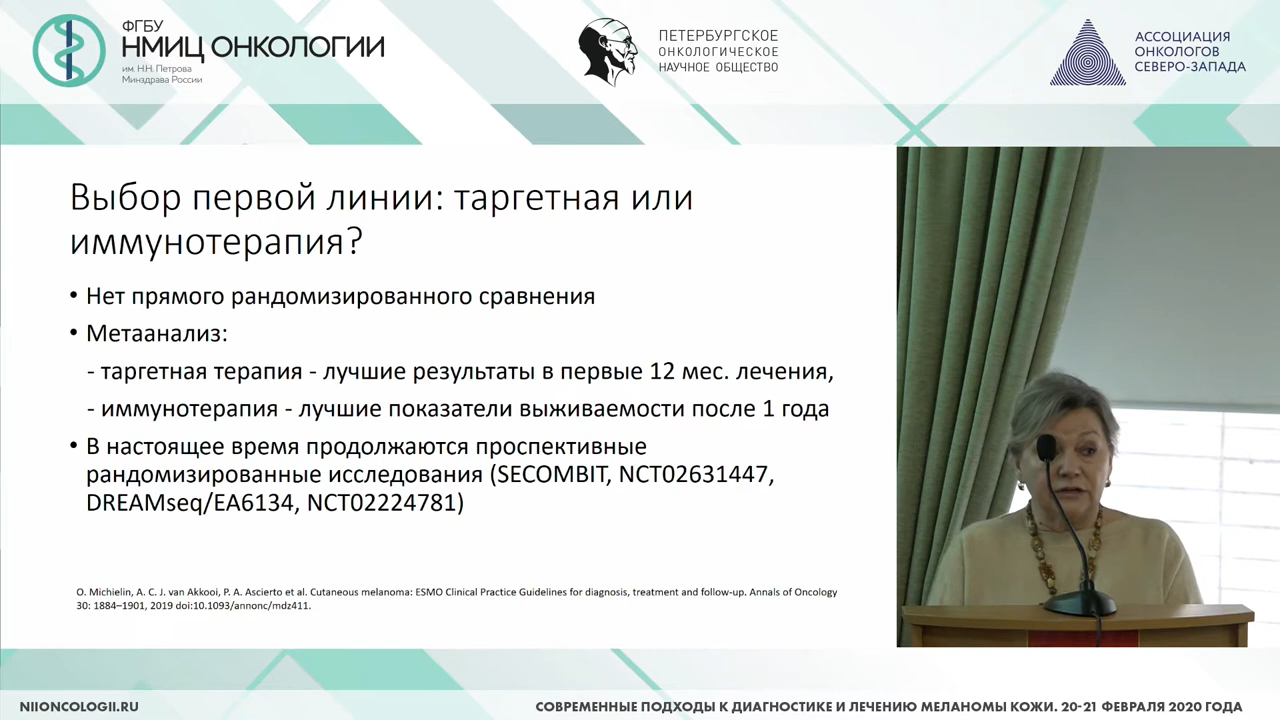 ФГБУ
НМИЦ ОНКОЛОГИИ
им. Н.Н. Петрова
Минздрава России
ПЕТЕРБУРГСКОЕ
ОНКОЛОГИЧЕСКОЕ
НАУЧНОЕ ОБЩЕСТВО
АССОЦИАЦИЯ
ОНКОЛОГОВ
СЕВЕРО-ЗАПАДА
Выбор первой линии: таргетная или
иммунотерапия?
• Нет прямого рандомизированного сравнения
• Метаанализ:
- таргетная терапия - лучшие результаты в первые 12 мес. лечения,
- иммунотерапия - лучшие показатели выживаемости после 1 года
• В настоящее время продолжаются проспективные
рандомизированные исследования (SECOMBIT, NCT02631447,
DREAMseq/EA6134, NCT02224781)
O. Michielin, A. C. J. van Akkooi, P. A. Ascierto et al. Cutaneous melanoma: ESMO Clinical Practice Guidelines for diagnosis, treatment and follow-up. Annals of Oncology
30: 1884–1901, 2019 doi:10.1093/annonc/mdz411.
NIIONCOLOGII.RU
СОВРЕМЕННЫЕ ПОДХОДЫ К ДИАГНОСТИКЕ И ЛЕЧЕНИЮ МЕЛАНОМЫ КОЖИ. 20-21 ФЕВРАЛЯ 2020 ГОДА